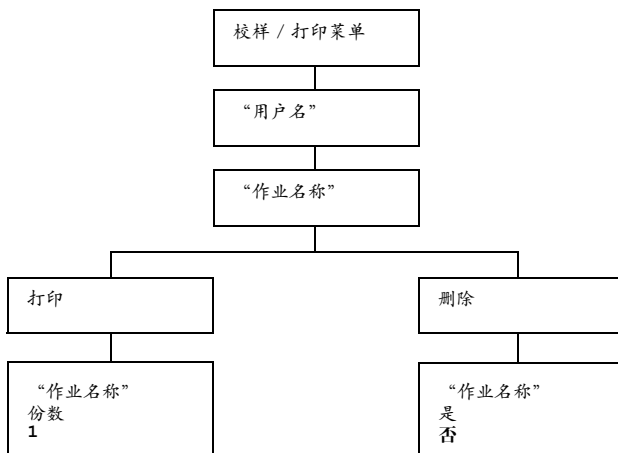 校样 / 打印菜单
“用户名”
“作业名称”
打印
删除
“作业名称”
份数
1
“作业名称”
是
否